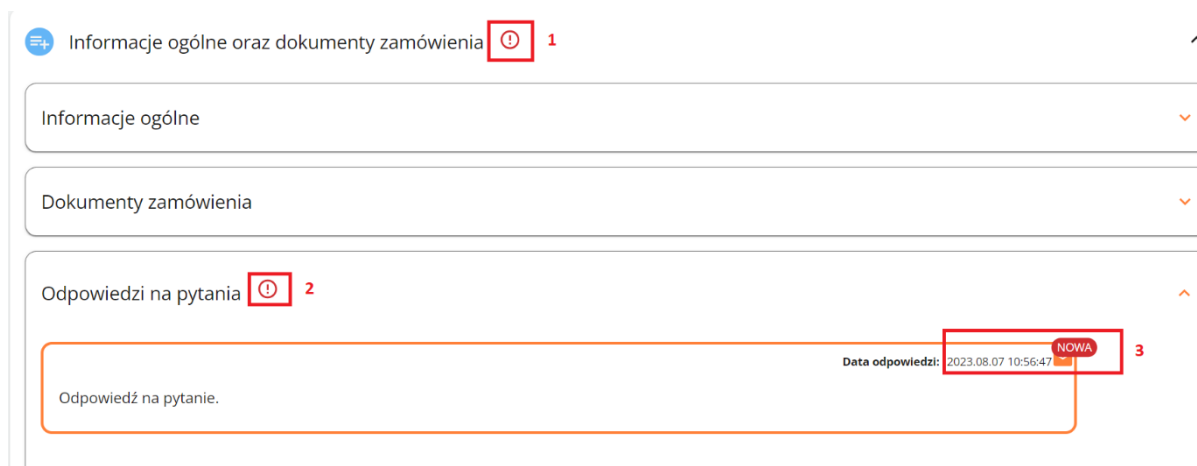 Informacje ogólne oraz dokumenty zamówienia 1
Informacje ogólne
Dokumenty zamówienia
Odpowiedzi na pytania 2
NOWA
Data odpowiedzi: 2023.08.07 10:56:47 3
Odpowiedź na pytanie.